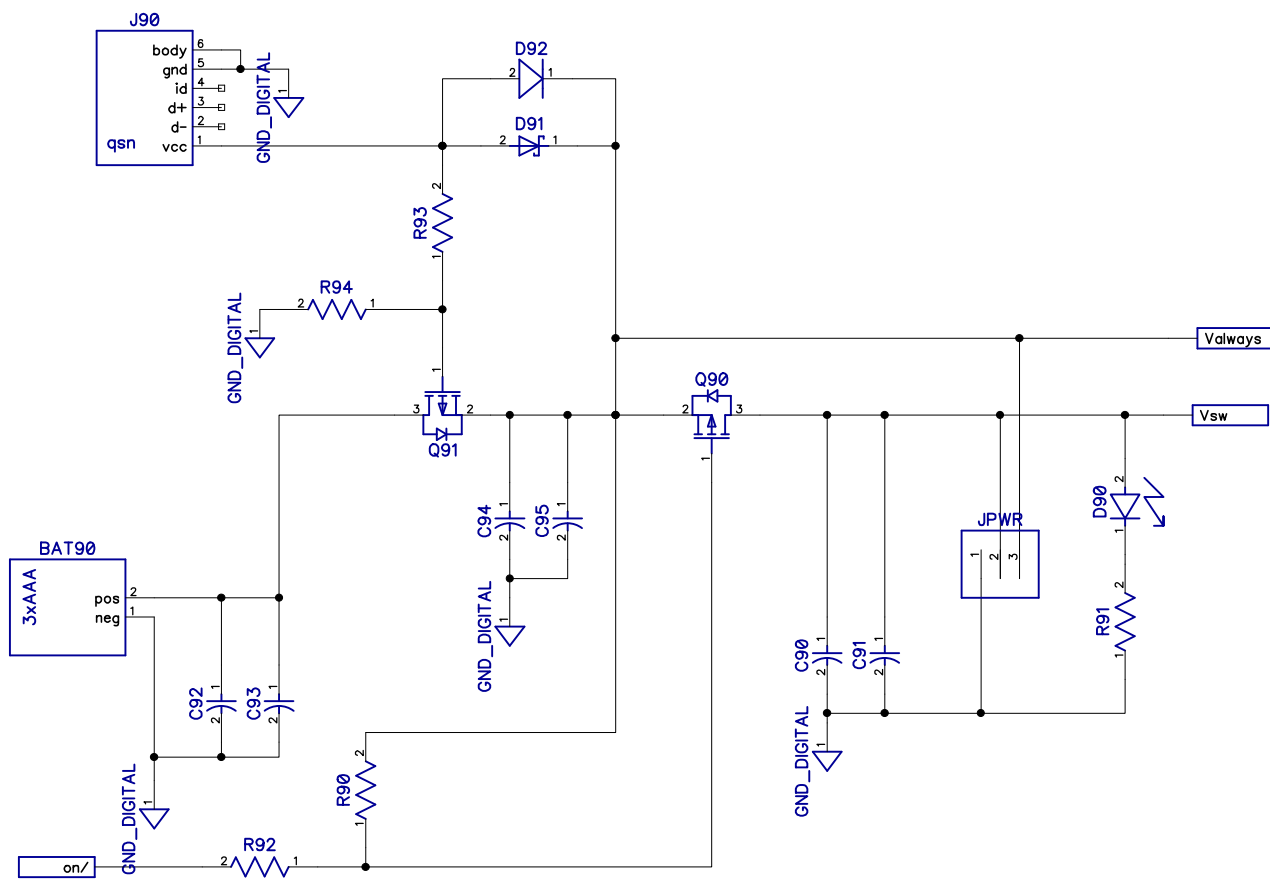 J90
body 6
gnd 5
id 4
d+ 3
d- 2
qsn vcc 1
GND_DIGITAL
1
D92
2 1
D91
2 1
2
R93
1
R94
2 1
GND_DIGITAL
1
1
3 2
Q91
Q90
2 3
1
Valways
Vsw
C94
1
2
C95
1
2
GND_DIGITAL
1
JPWR
1 2 3
D90
2
1
R91
2
1
BAT90
3xAAA
pos 2
neg 1
C92
1
2
C93
1
2
GND_DIGITAL
1
C90
1
2
C91
1
2
GND_DIGITAL
1
R90
2
1
R92
2 1
on/